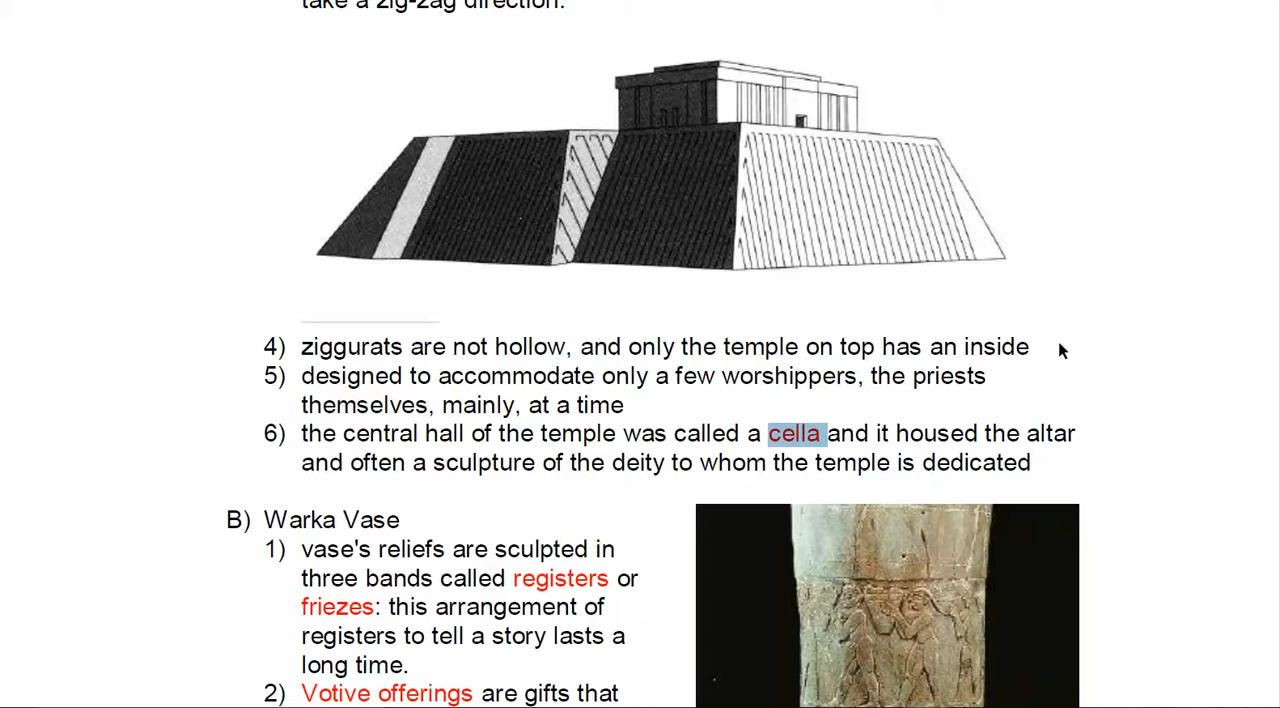 take a zig-zag direction.
4) ziggurats are not hollow, and only the temple on top has an inside
5) designed to accommodate only a few worshippers, the priests
themselves, mainly, at a time
6) the central hall of the temple was called a cella and it housed the altar
and often a sculpture of the deity to whom the temple is dedicated
B) Warka Vase
1) vase's reliefs are sculpted in
three bands called registers or
friezes: this arrangement of
registers to tell a story lasts a
long time.
2) Votive offerings are gifts that